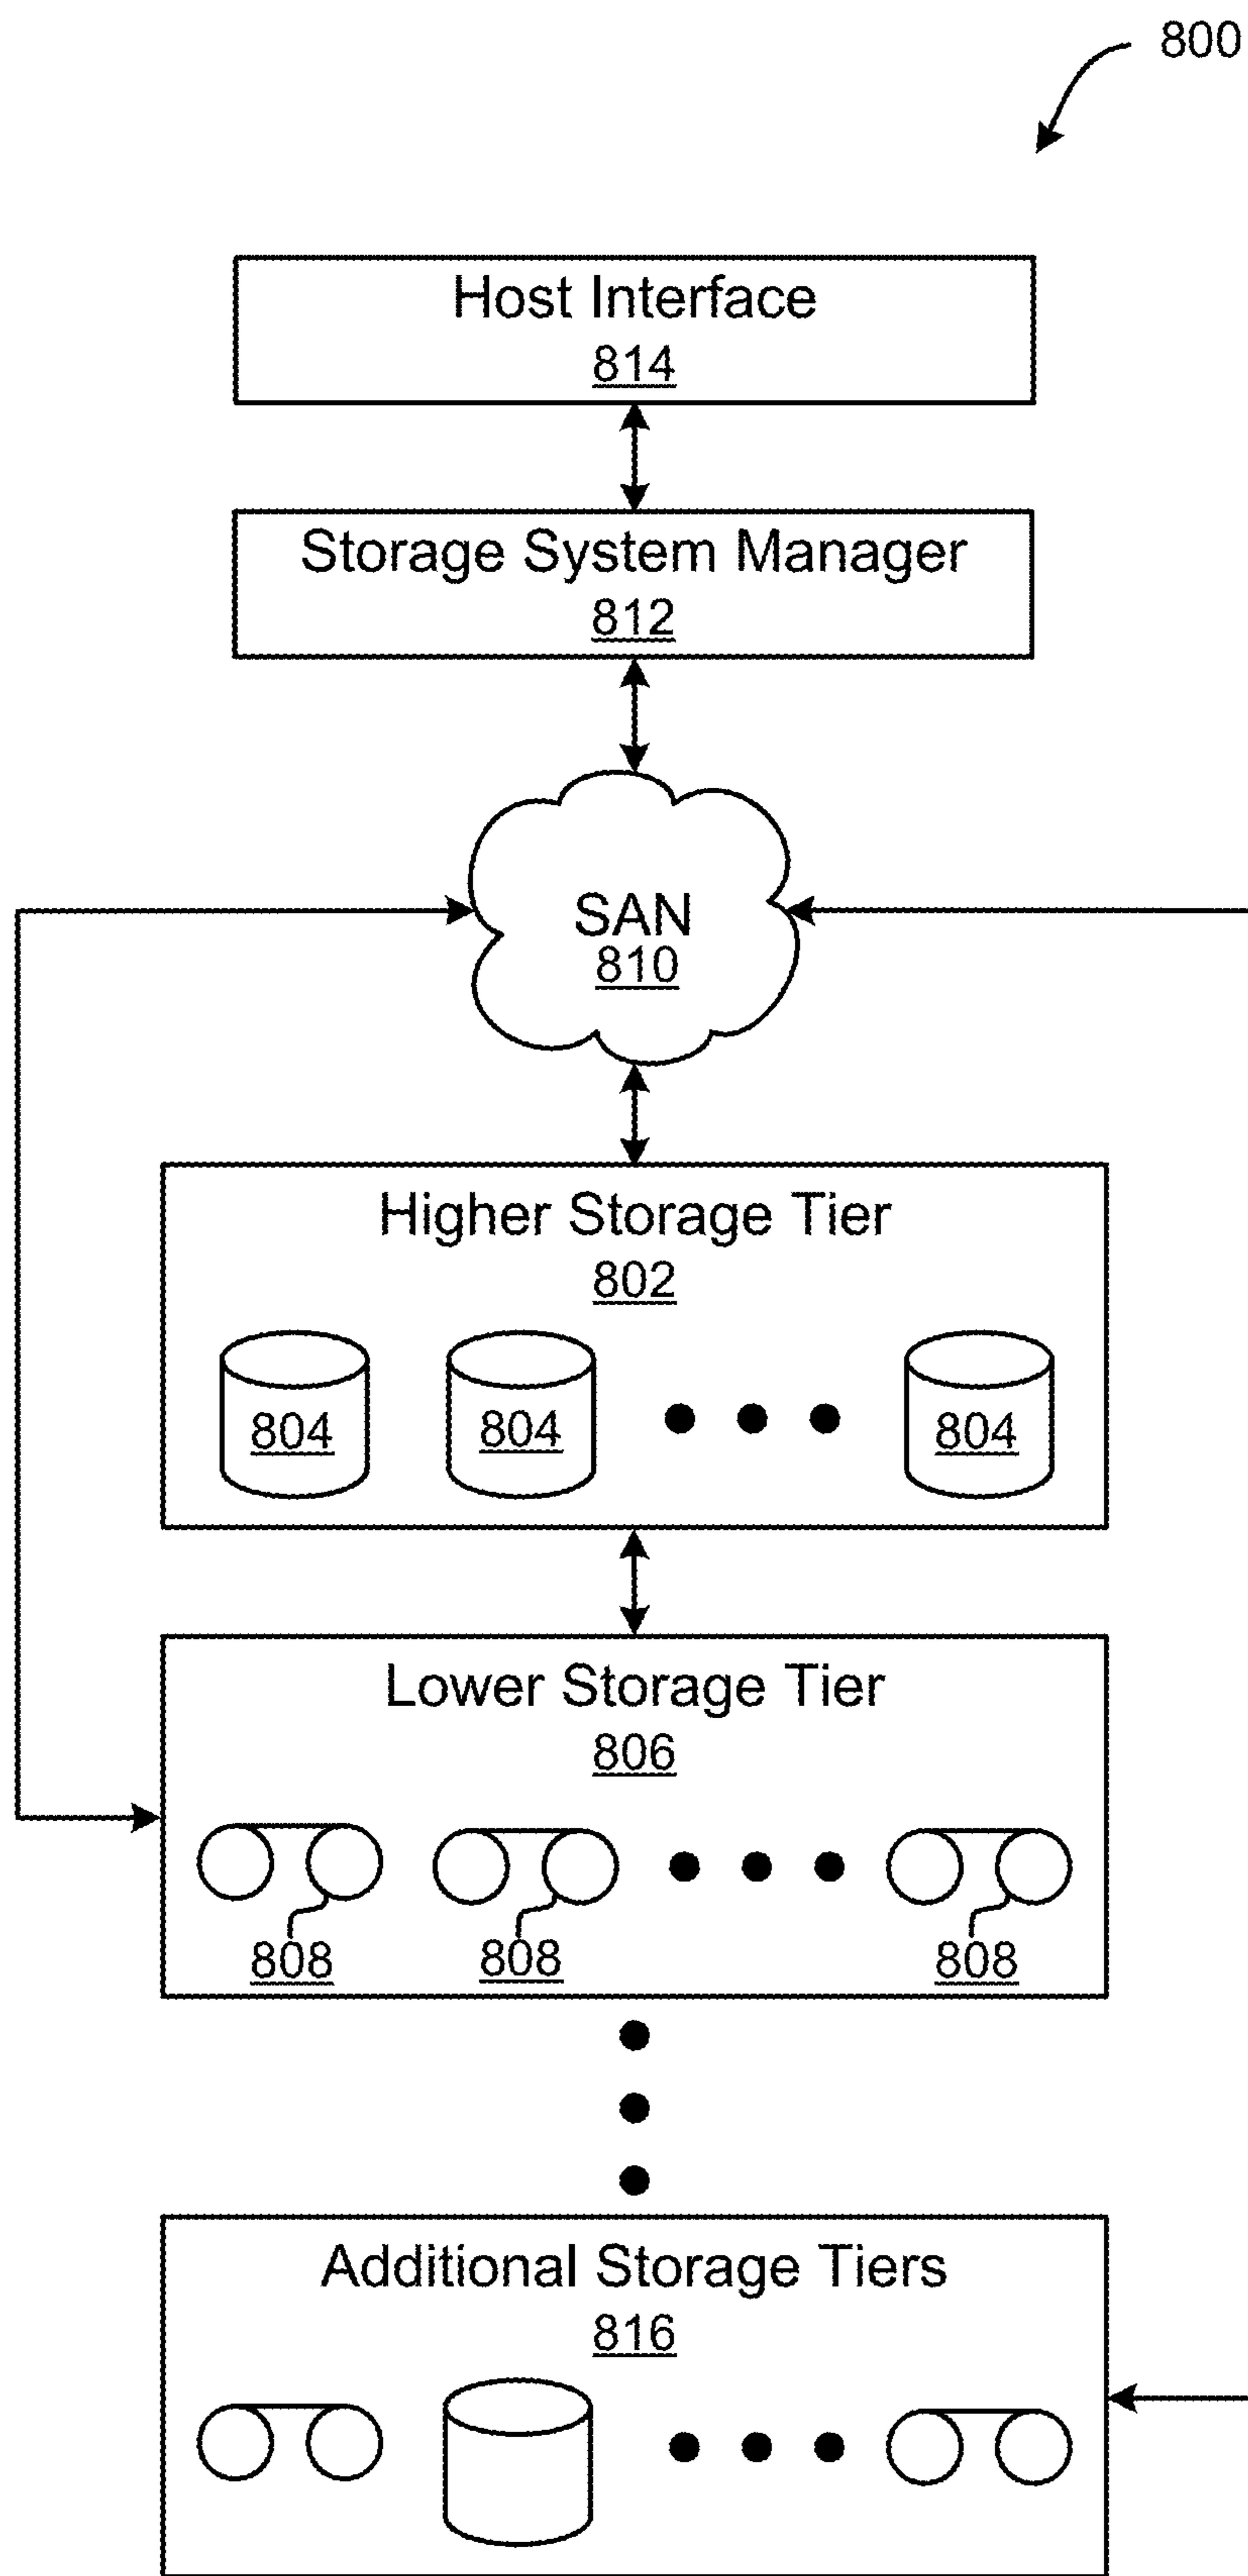 800
Host Interface
814
Storage System Manager
812
SAN
810
Higher Storage Tier
802
804 804 804
Lower Storage Tier
806
808 808 808
Additional Storage Tiers
816